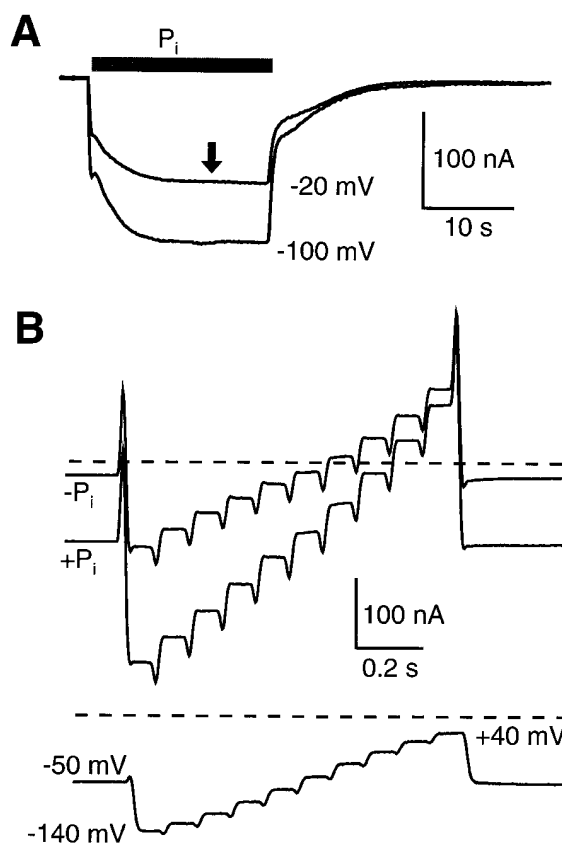 A
Pi
100 nA
-20 mV
10 s
-100 mV
B
-Pi
+Pi
100 nA
0.2 s
+40 mV
-50 mV
-140 mV